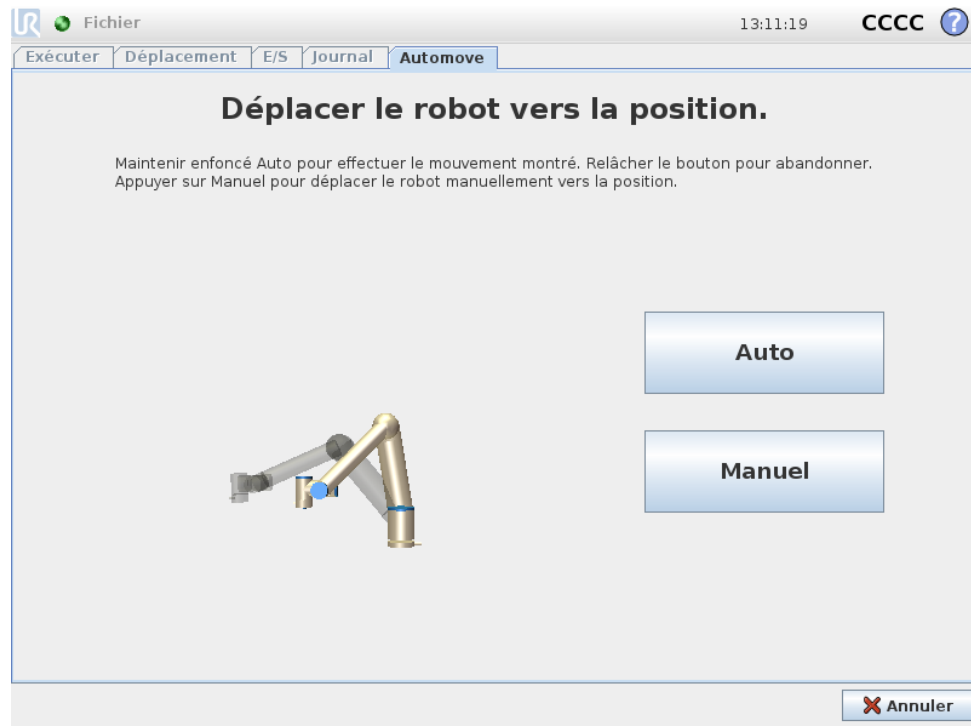 UR Fichier 13:11:19 CCCC ?
Exécuter Déplacement E/S Journal Automove
Déplacer le robot vers la position.
Maintenir enfoncé Auto pour effectuer le mouvement montré. Relâcher le bouton pour abandonner.
Appuyer sur Manuel pour déplacer le robot manuellement vers la position.
Auto
Manuel
Annuler